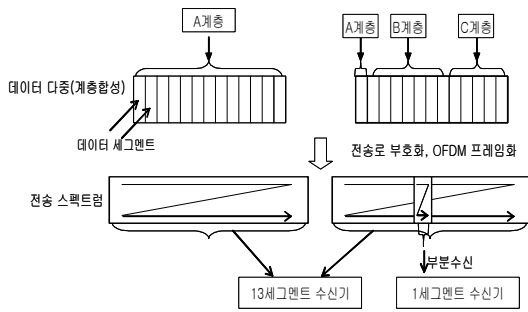 A계층
A계층
B계층
C계층
데이터 다중(계층합성)
데이터 세그먼트
전송로 부호화, OFDM 프레임화
전송 스펙트럼
부분수신
13세그멘트 수신기
1세그멘트 수신기